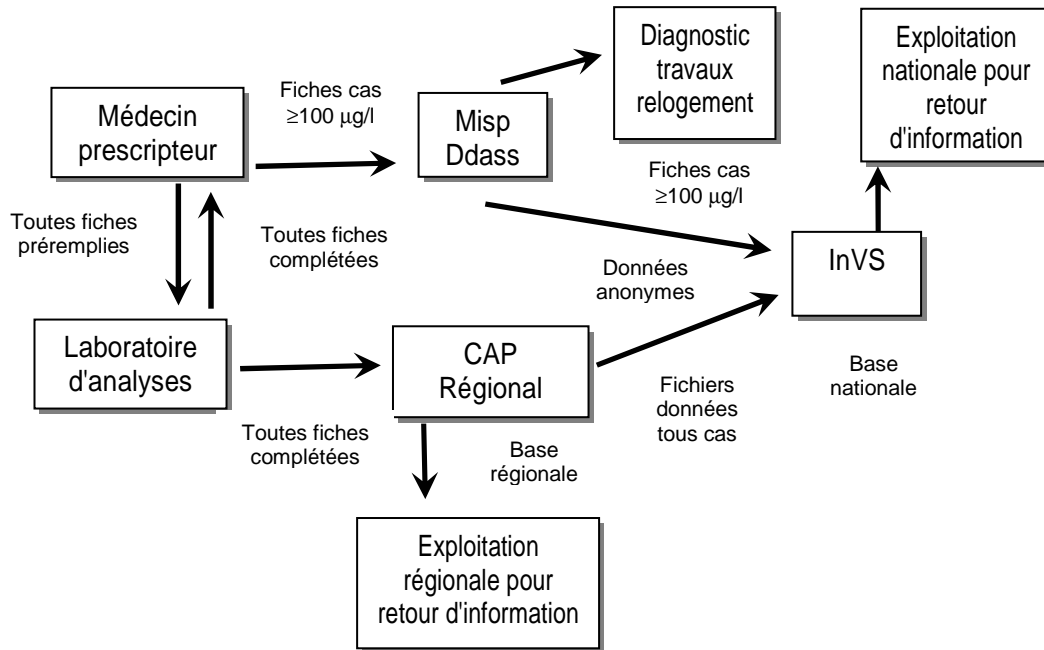 Médecin
prescripteur
Fiches cas
≥100 μg/l
Misp
Ddass
Diagnostic
travaux
relogement
Exploitation
nationale pour
retour
d'information
Toutes fiches
préremplies
Toutes fiches
complétées
Fiches cas
≥100 μg/l
Données
anonymes
InVS
Laboratoire
d'analyses
CAP
Régional
Toutes fiches
complétées
Base
régionale
Fichiers
données
tous cas
Base
nationale
Exploitation
régionale pour
retour d'information